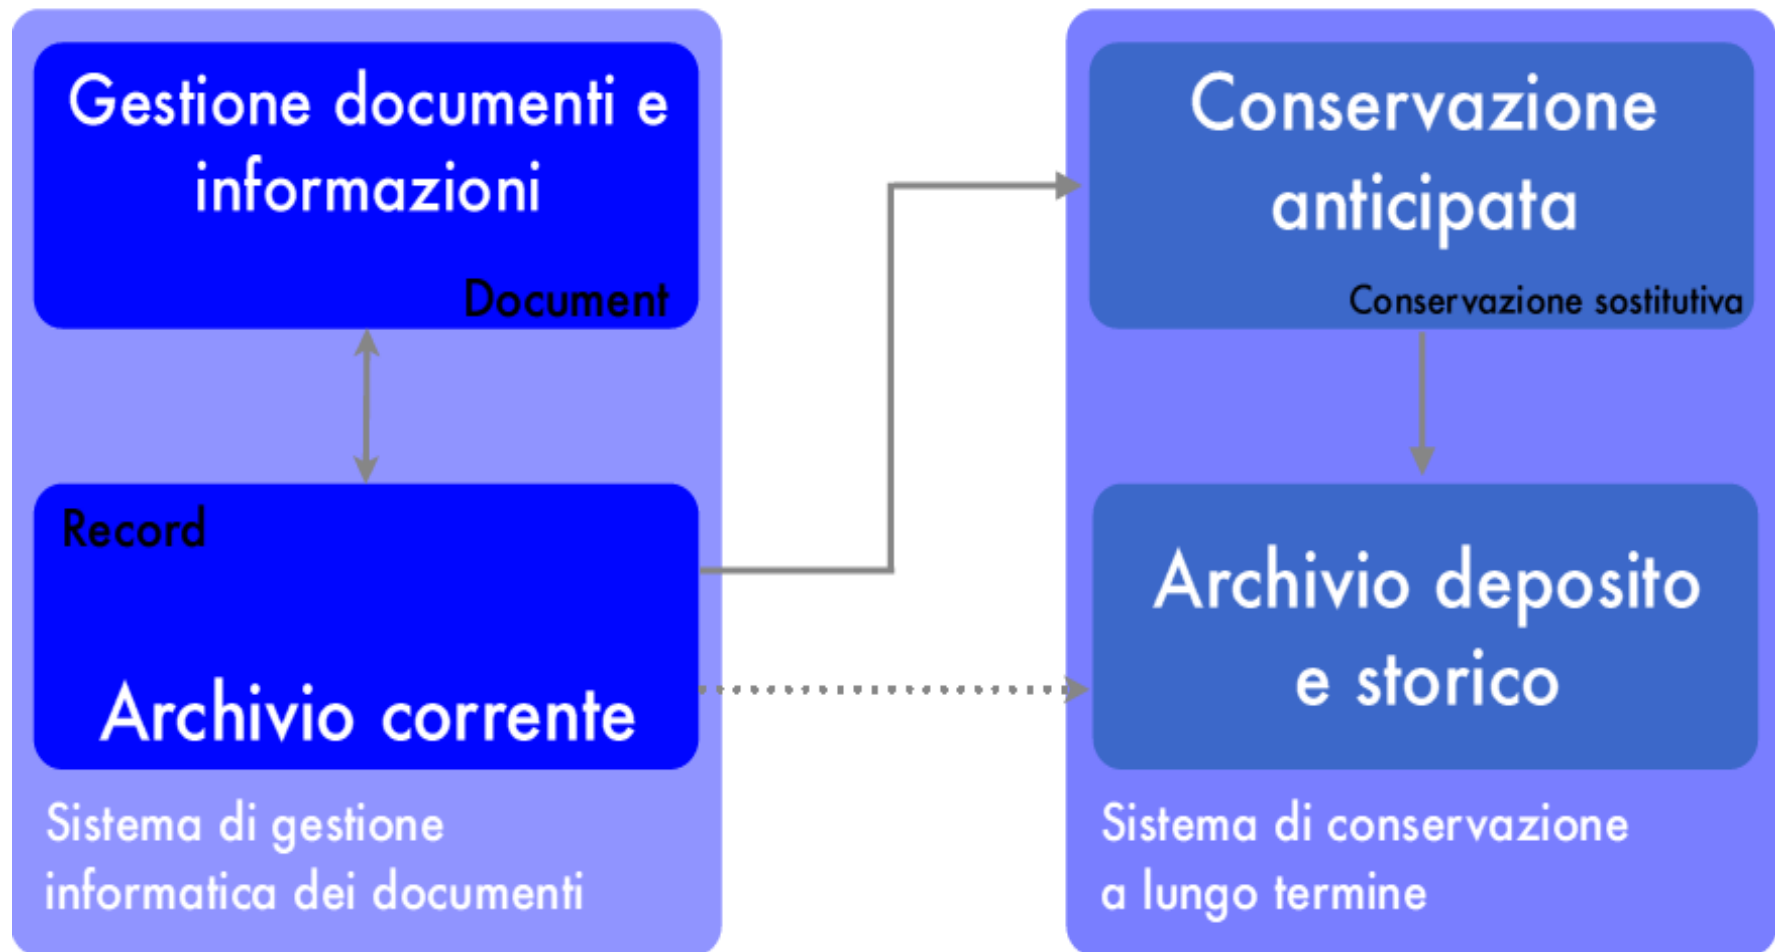 Gestione documenti e
informazioni
Document
Record
Archivio corrente
Sistema di gestione
informatica dei documenti
Conservazione
anticipata
Conservazione sostitutiva
Archivio deposito
e storico
Sistema di conservazione
a lungo termine